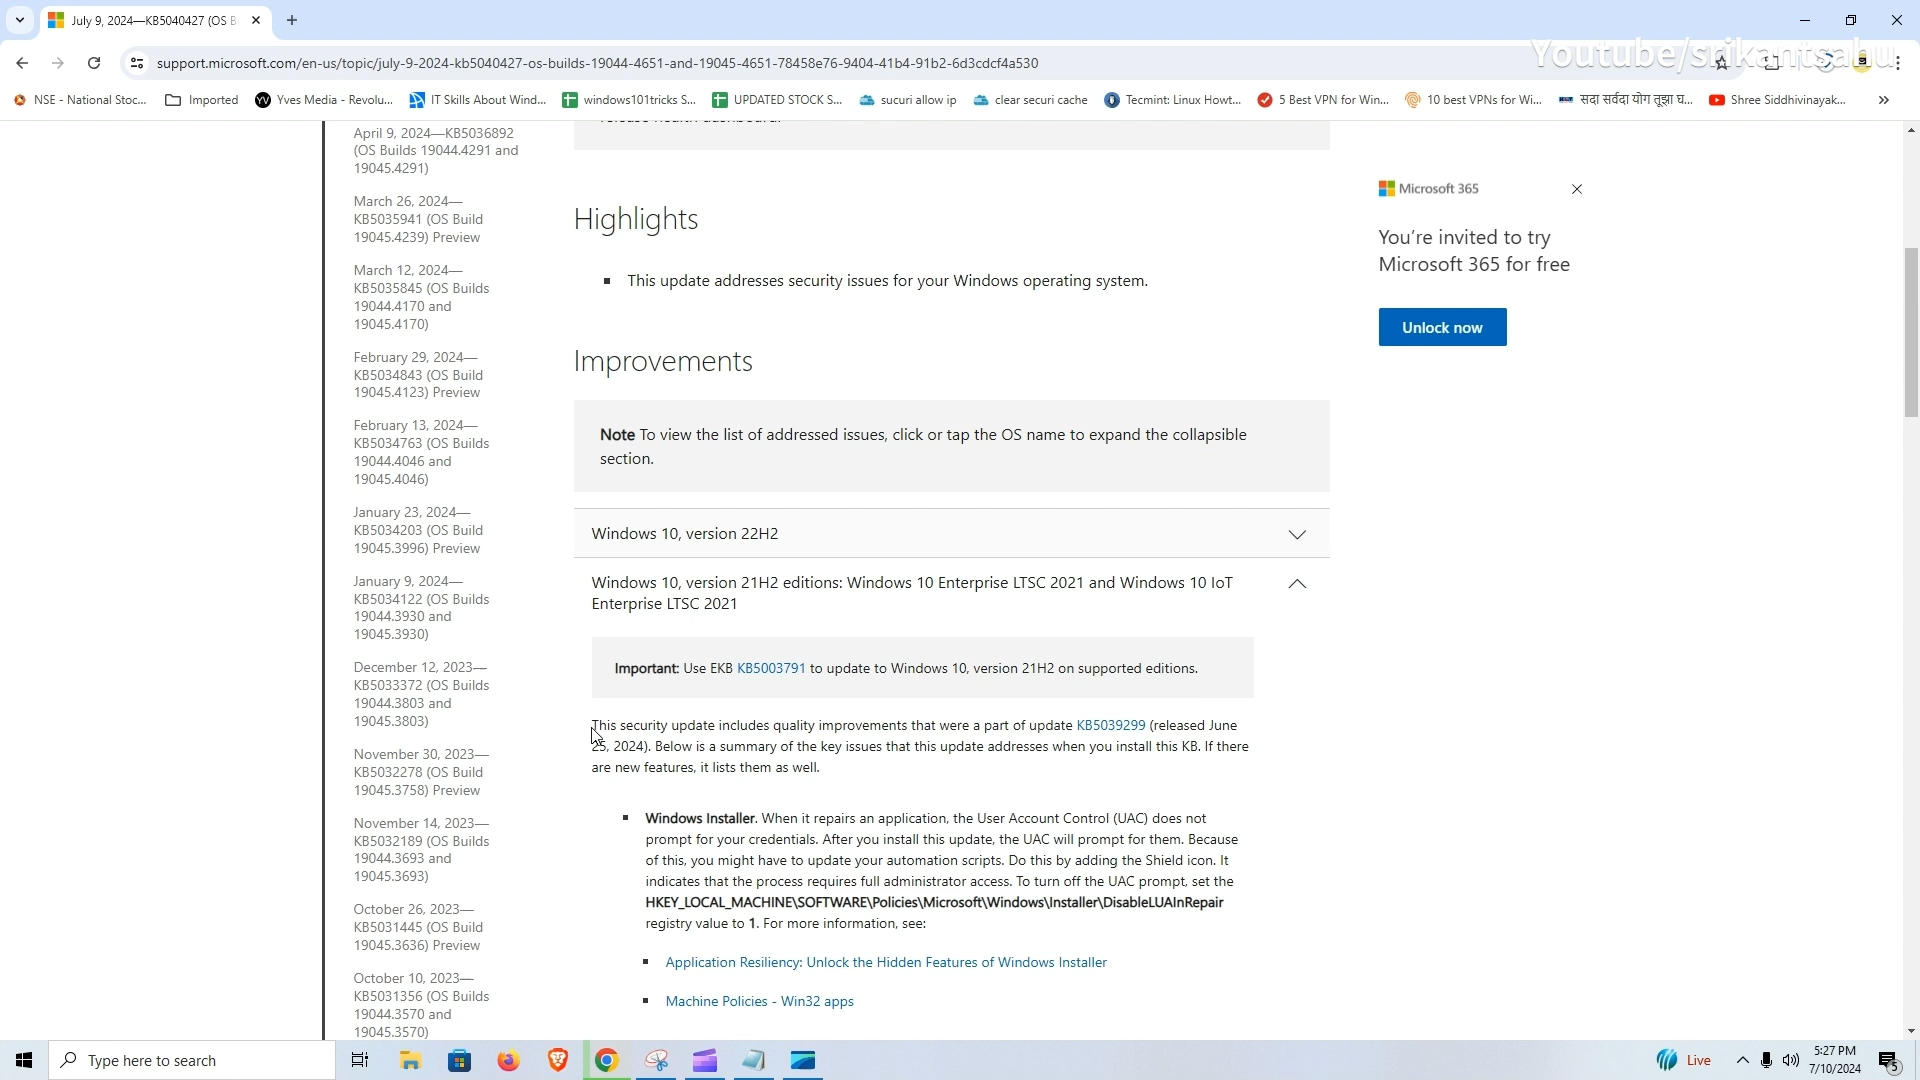 July 9, 2024—KB5040427 (OS B
Youtube/srikantsahu
support.microsoft.com/en-us/topic/july-9-2024-kb5040427-os-builds-19044-4651-and-19045-4651-78458e76-9404-41b4-91b2-6d3cdcf4a530
NSE - National Stoc...
Imported
Yves Media - Revolu...
IT Skills About Wind...
windows101tricks S...
UPDATED STOCK S...
sucuri allow ip
clear securi cache
Tecmint: Linux Howt...
5 Best VPN for Win...
10 best VPNs for Wi...
सदा सर्वदा योग तूझा घ...
Shree Siddhivinayak...
April 9, 2024—KB5036892
(OS Builds 19044.4291 and
19045.4291)
March 26, 2024—
KB5035941 (OS Build
19045.4239) Preview
March 12, 2024—
KB5035845 (OS Builds
19044.4170 and
19045.4170)
February 29, 2024—
KB5034843 (OS Build
19045.4123) Preview
February 13, 2024—
KB5034763 (OS Builds
19044.4046 and
19045.4046)
January 23, 2024—
KB5034203 (OS Build
19045.3996) Preview
January 9, 2024—
KB5034122 (OS Builds
19044.3930 and
19045.3930)
December 12, 2023—
KB5033372 (OS Builds
19044.3803 and
19045.3803)
November 30, 2023—
KB5032278 (OS Build
19045.3758) Preview
November 14, 2023—
KB5032189 (OS Builds
19044.3693 and
19045.3693)
October 26, 2023—
KB5031445 (OS Build
19045.3636) Preview
October 10, 2023—
KB5031356 (OS Builds
19044.3570 and
19045.3570)
release health dashboard.
Highlights
This update addresses security issues for your Windows operating system.
Improvements
Note To view the list of addressed issues, click or tap the OS name to expand the collapsible
section.
Windows 10, version 22H2
Windows 10, version 21H2 editions: Windows 10 Enterprise LTSC 2021 and Windows 10 IoT
Enterprise LTSC 2021
Important: Use EKB KB5003791 to update to Windows 10, version 21H2 on supported editions.
This security update includes quality improvements that were a part of update KB5039299 (released June
25, 2024). Below is a summary of the key issues that this update addresses when you install this KB. If there
are new features, it lists them as well.
Windows Installer. When it repairs an application, the User Account Control (UAC) does not
prompt for your credentials. After you install this update, the UAC will prompt for them. Because
of this, you might have to update your automation scripts. Do this by adding the Shield icon. It
indicates that the process requires full administrator access. To turn off the UAC prompt, set the
HKEY_LOCAL_MACHINE\SOFTWARE\Policies\Microsoft\Windows\Installer\DisableLUAInRepair
registry value to 1. For more information, see:
Application Resiliency: Unlock the Hidden Features of Windows Installer
Machine Policies - Win32 apps
Microsoft 365
You're invited to try
Microsoft 365 for free
Unlock now
Type here to search
Live
5:27 PM
7/10/2024
5